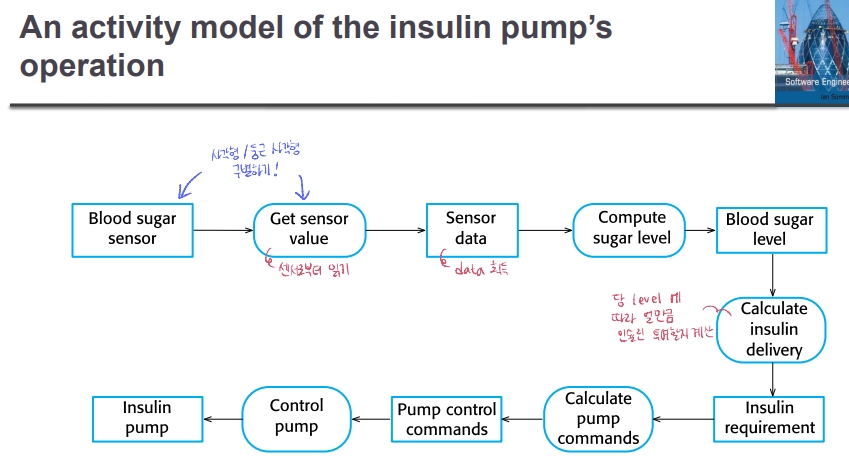 An activity model of the insulin pump's
operation
Software Enginee
사각형 / 둥근 사각형
구별하기!
Blood sugar
sensor
Get sensor
value
Sensor
data
Compute
sugar level
Blood sugar
level
센서로부터 읽기
data 획득
당 level 에
따라 얼만큼
인슐린 투여할지 계산
Calculate
insulin
delivery
Insulin
pump
Control
pump
Pump control
commands
Calculate
pump
commands
Insulin
requirement